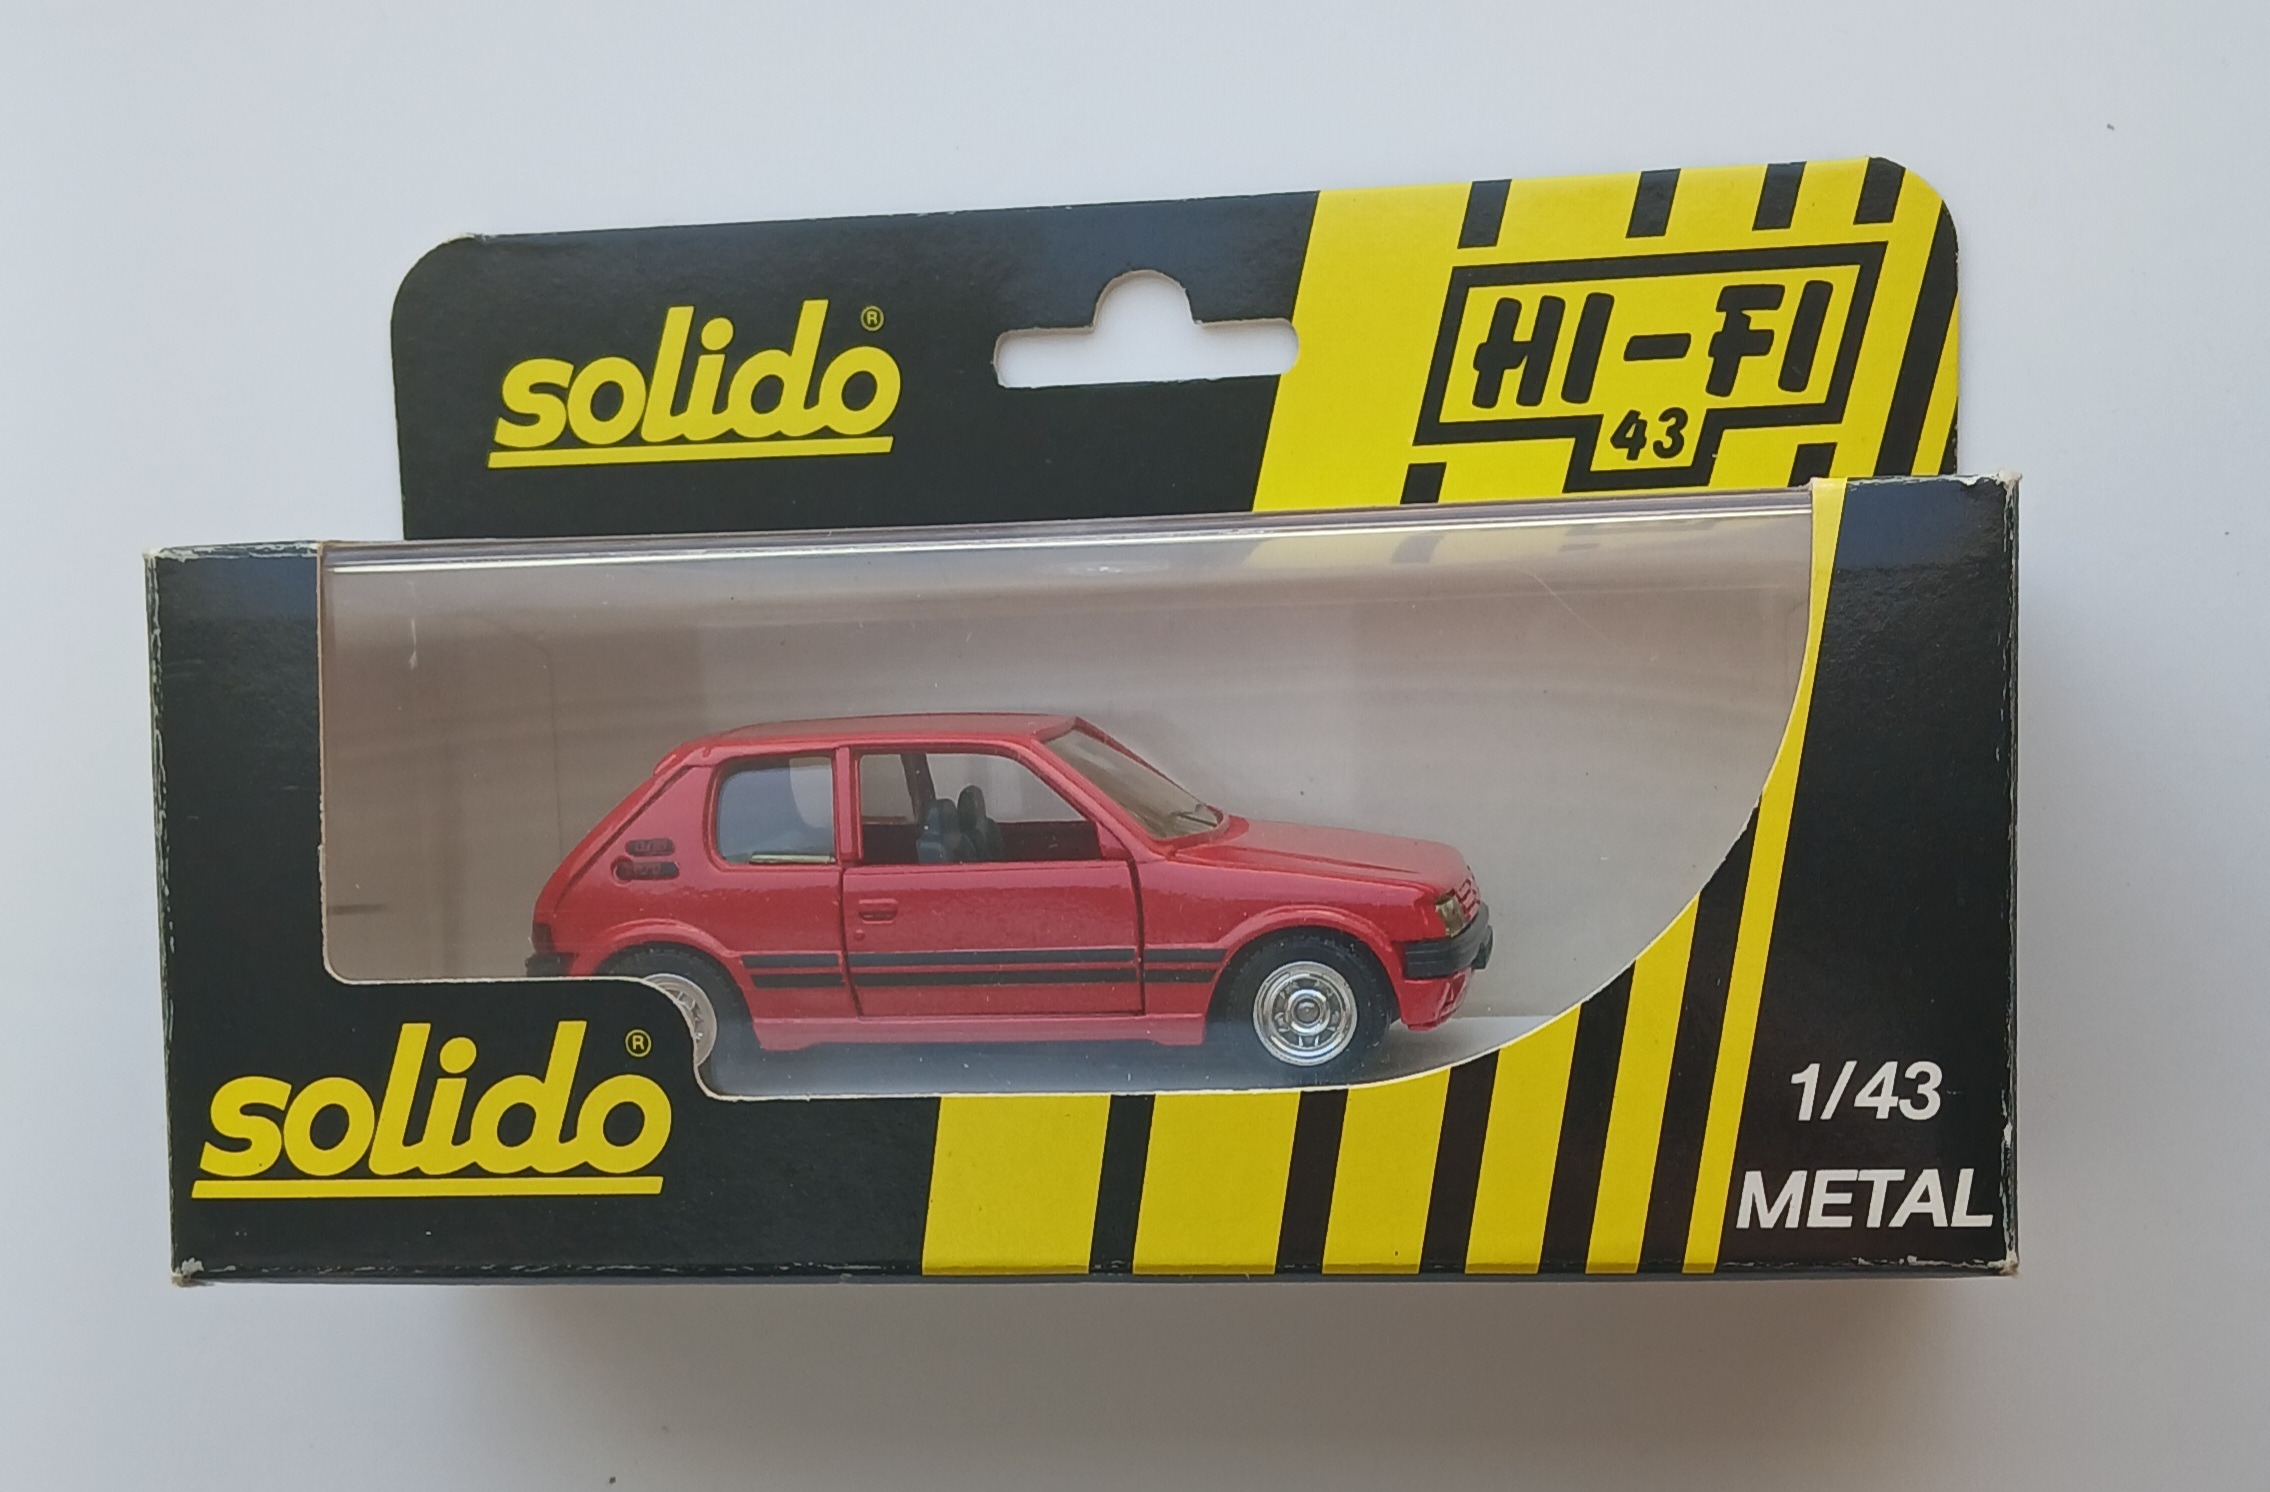 solido®
HI-FI
43
solido®
1/43
METAL